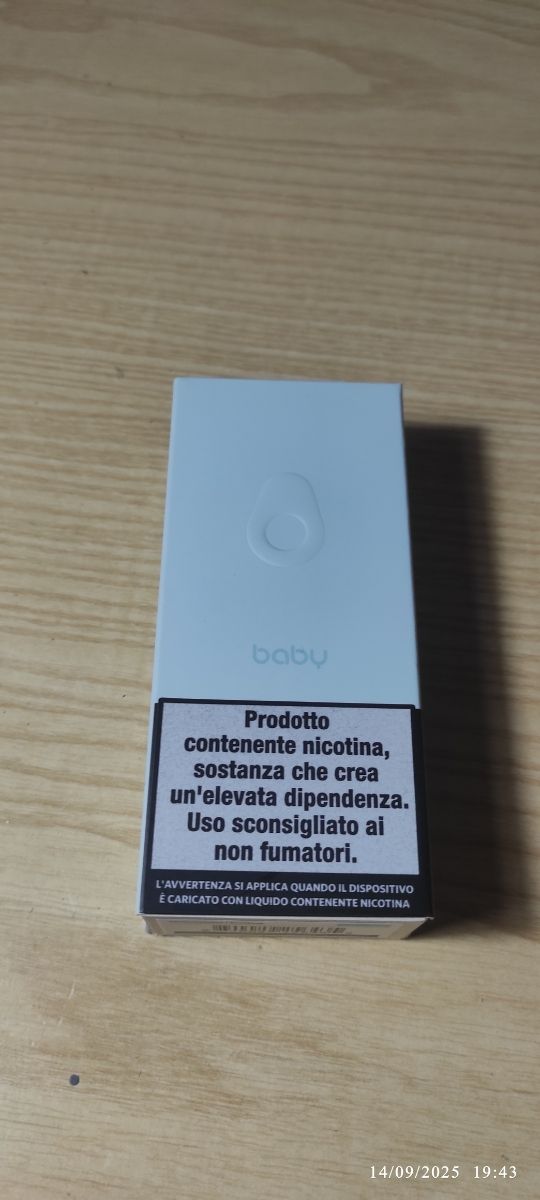 baby
Prodotto
contenente nicotina,
sostanza che crea
un'elevata dipendenza.
Uso sconsigliato ai
non fumatori.
L'AVVERTENZA SI APPLICA QUANDO IL DISPOSITIVO
È CARICATO CON LIQUIDO CONTENENTE NICOTINA
14/09/2025 19:43